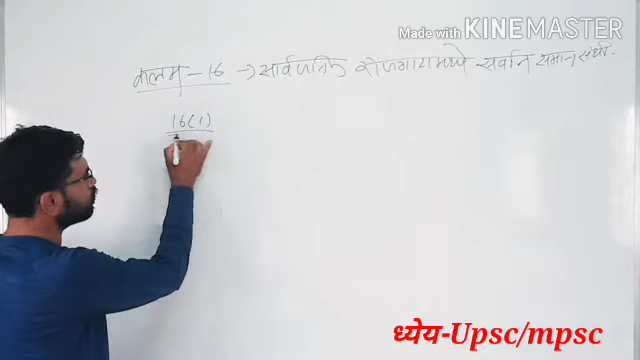 Made with KINEMASTER
कलम - 16 → सार्वजनिक रोजगारामध्ये सर्वांना समान संधी.
16(1)
ध्येय-Upsc/mpsc